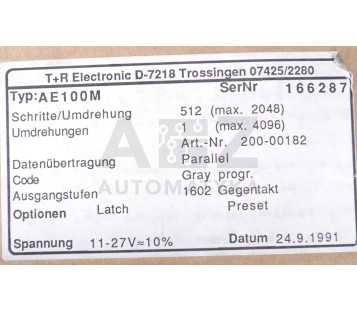 T+R Electronic D-7218 Trossingen 07425/2280
Typ: AE100M SerNr 166287
Schritte/Umdrehung 512 (max. 2048)
Umdrehungen 1 (max. 4096)
Art.-Nr. 200-00182
Datenübertragung Parallel
Code Gray progr.
Ausgangstufen 1602 Gegentakt
Optionen Latch Preset
Spannung 11-27V≂10% Datum 24.9.1991
AEZ
AUTOMATYKA